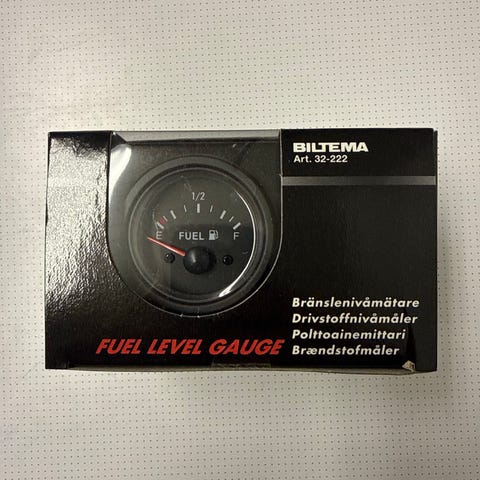 BILTEMA
Art. 32-222
1/2
E FUEL F
Bränslenivåmätare
Drivstoffnivåmåler
Polttoainemittari
Brændstofmåler
FUEL LEVEL GAUGE